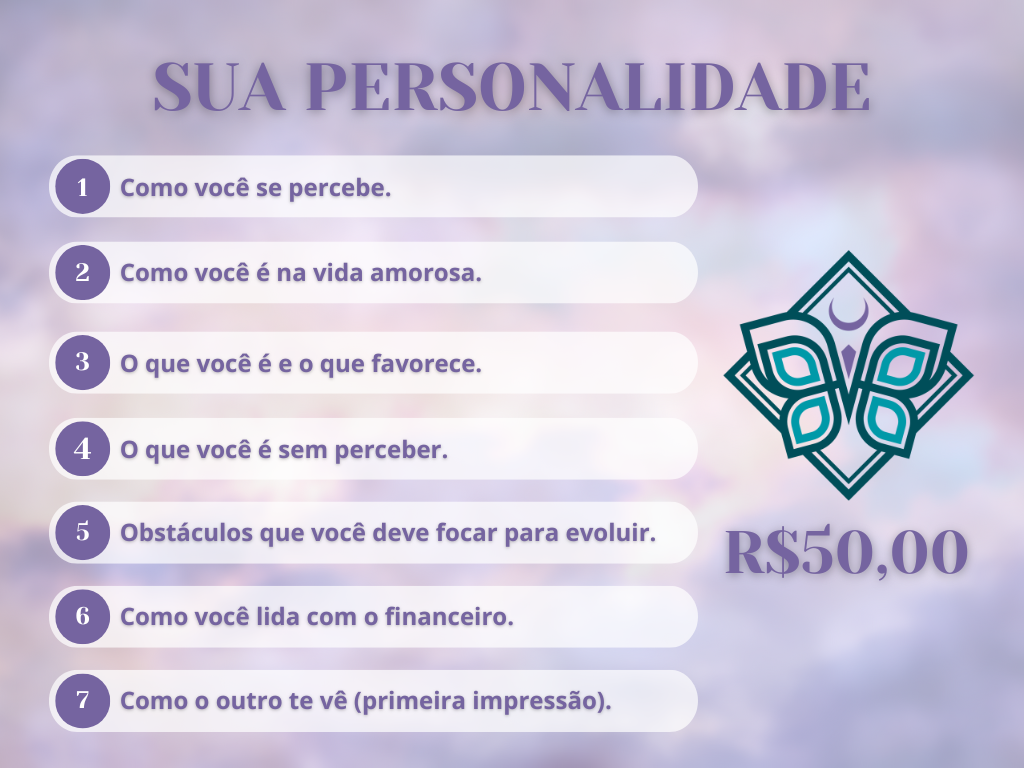 SUA PERSONALIDADE
1 Como você se percebe.
2 Como você é na vida amorosa.
3 O que você é e o que favorece.
4 O que você é sem perceber.
5 Obstáculos que você deve focar para evoluir.
6 Como você lida com o financeiro.
7 Como o outro te vê (primeira impressão).
R$50,00